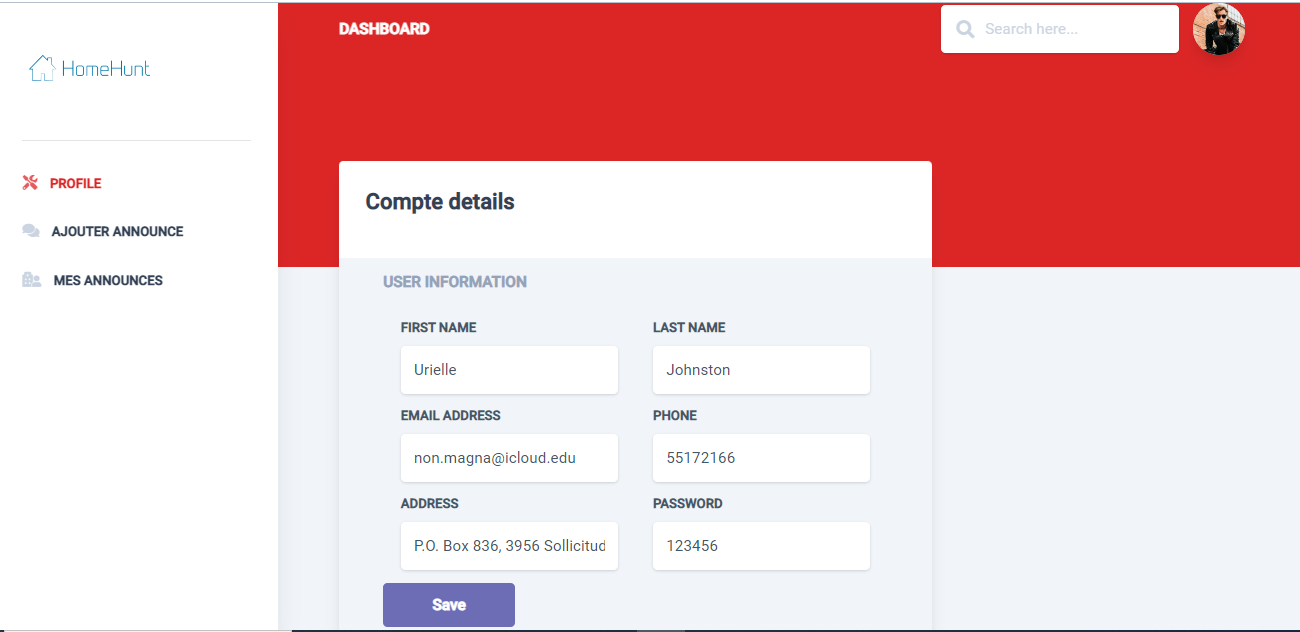 DASHBOARD
Search here...
HomeHunt
PROFILE
AJOUTER ANNOUNCE
MES ANNOUNCES
Compte details
USER INFORMATION
FIRST NAME LAST NAME
Urielle Johnston
EMAIL ADDRESS PHONE
non.magna@icloud.edu 55172166
ADDRESS PASSWORD
P.O. Box 836, 3956 Sollicitud 123456
Save